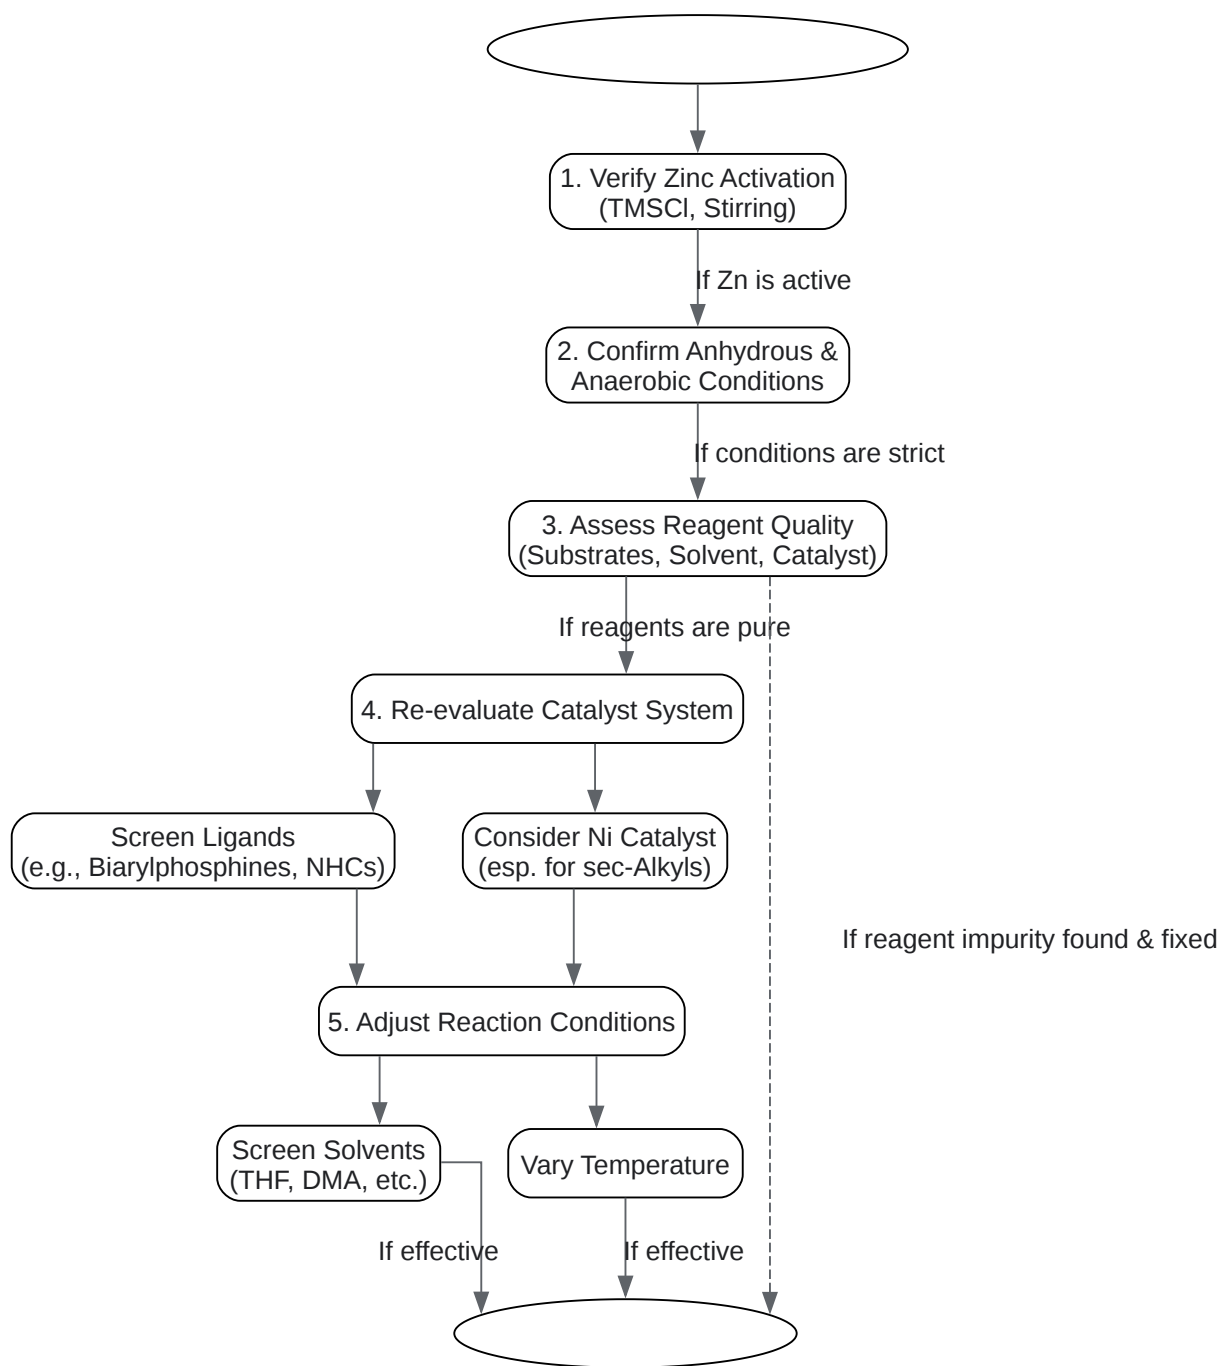 1. Verify Zinc Activation
(TMSCl, Stirring)
If Zn is active
2. Confirm Anhydrous &
Anaerobic Conditions
If conditions are strict
3. Assess Reagent Quality
(Substrates, Solvent, Catalyst)
If reagents are pure
4. Re-evaluate Catalyst System
Screen Ligands
(e.g., Biarylphosphines, NHCs)
Consider Ni Catalyst
(esp. for sec-Alkyls)
If reagent impurity found & fixed
5. Adjust Reaction Conditions
Screen Solvents
(THF, DMA, etc.)
Vary Temperature
If effective
If effective